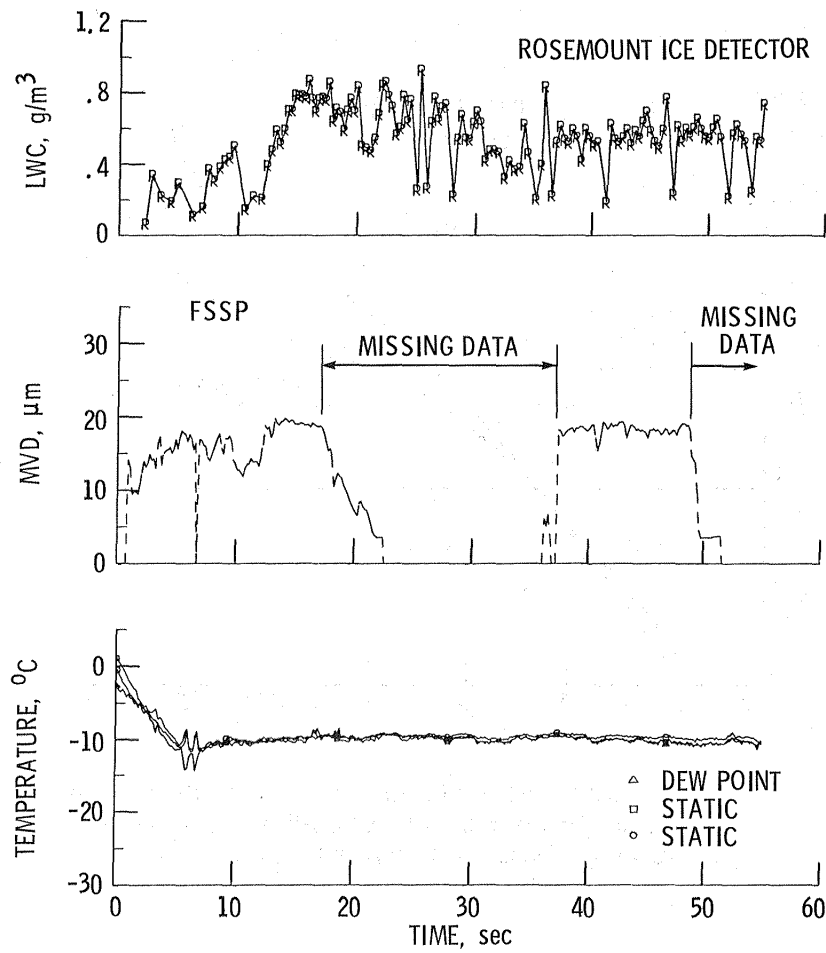 1.2
ROSEMOUNT ICE DETECTOR
.8
.4
0
LWC, g/m3
FSSP
MISSING DATA
MISSING
DATA
30
20
10
0
MVD, µm
0
-10
-20
-30
TEMPERATURE, °C
DEW POINT
STATIC
STATIC
0 10 20 30 40 50 60
TIME, sec